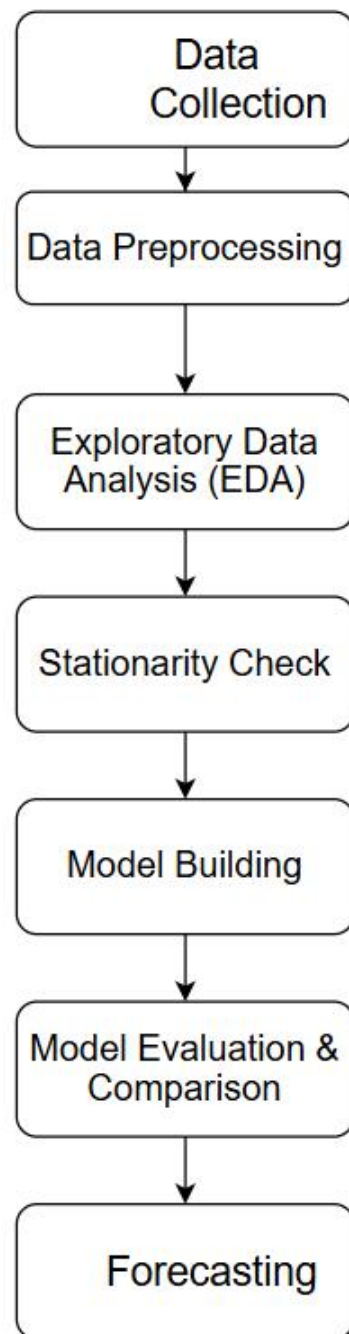 Data
Collection
Data Preprocessing
Exploratory Data
Analysis (EDA)
Stationarity Check
Model Building
Model Evaluation &
Comparison
Forecasting